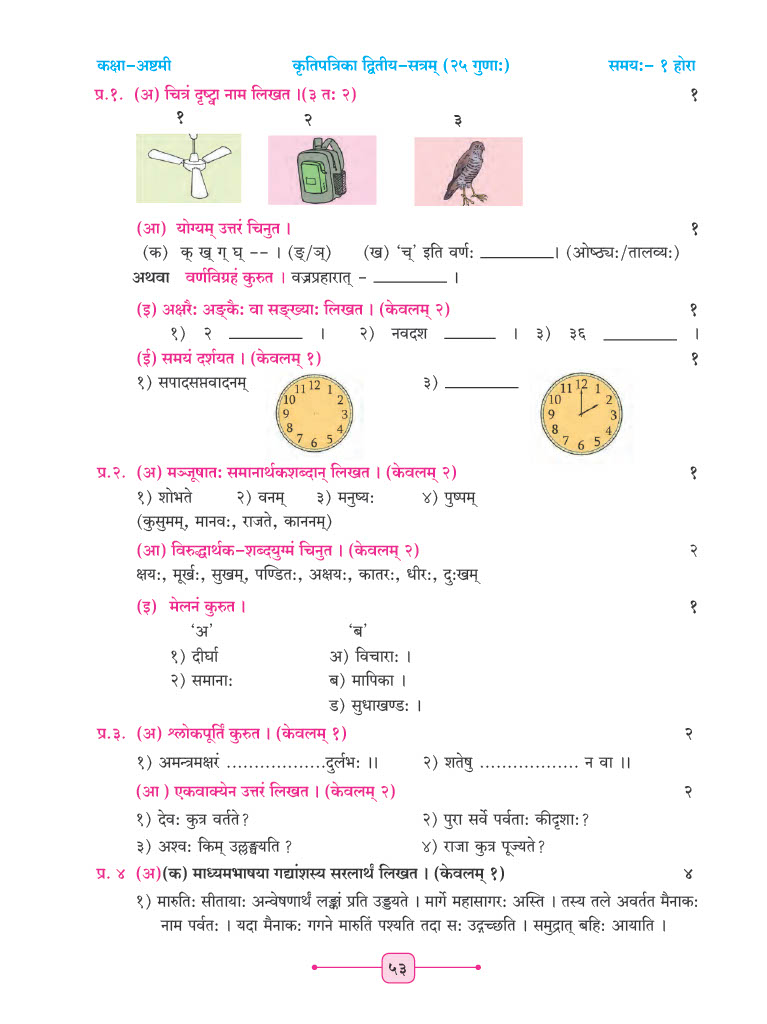 कक्षा–अष्टमी कृतिपत्रिका द्वितीय–सत्रम् (२५ गुणाः) समयः– १ होरा
प्र.१. (अ) चित्रं दृष्ट्वा नाम लिखत ।(३ तः २) १
१ २ ३
(आ) योग्यम् उत्तरं चिनुत । १
(क) क् ख् ग् घ् -- । (ङ्/ञ्) (ख) ‘च्’ इति वर्णः ________। (ओष्ठ्यः/तालव्यः)
अथवा वर्णविग्रहं कुरुत । वज्रप्रहारात् – ________ ।
(इ) अक्षरैः अङ्कैः वा सङ्ख्याः लिखत । (केवलम् २) १
१) २ ________ । २) नवदश ________ । ३) ३६ ________ ।
(ई) समयं दर्शयत । (केवलम् १) १
१) सपादसप्तवादनम् ३) ________
11 12 1 10 2 9 3 8 4 7 6 5 11 12 1 10 2 9 3 8 4 7 6 5
प्र.२. (अ) मञ्जूषातः समानार्थकशब्दान् लिखत । (केवलम् २) १
१) शोभते २) वनम् ३) मनुष्यः ४) पुष्पम्
(कुसुमम्, मानवः, राजते, काननम्)
(आ) विरुद्धार्थक–शब्दयुग्मं चिनुत । (केवलम् २) २
क्षयः, मूर्खः, सुखम्, पण्डितः, अक्षयः, कातरः, धीरः, दुःखम्
(इ) मेलनं कुरुत । १
‘अ’ ‘ब’
१) दीर्घा अ) विचाराः ।
२) समानाः ब) मापिका ।
ड) सुधाखण्डः ।
प्र.३. (अ) श्लोकपूर्तिं कुरुत । (केवलम् १) २
१) अमन्त्रमक्षरं ..................दुर्लभः ।। २) शतेषु .................. न वा ।।
(आ ) एकवाक्येन उत्तरं लिखत । (केवलम् २) २
१) देवः कुत्र वर्तते? २) पुरा सर्वे पर्वताः कीदृशाः?
३) अश्वः किम् उल्लङ्घयति ? ४) राजा कुत्र पूज्यते?
प्र. ४ (अ)(क) माध्यमभाषया गद्यांशस्य सरलार्थं लिखत । (केवलम् १) ४
१) मारुतिः सीतायाः अन्वेषणार्थं लङ्कां प्रति उड्डयते । मार्गे महासागरः अस्ति । तस्य तले अवर्तत मैनाकः
नाम पर्वतः । यदा मैनाकः गगने मारुतिं पश्यति तदा सः उद्गच्छति । समुद्रात् बहिः आयाति ।
५३